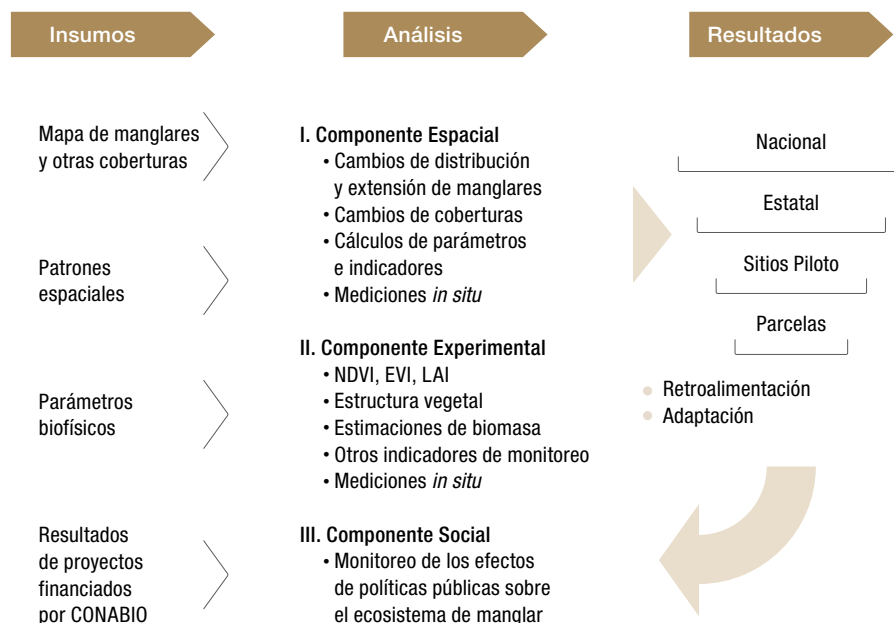 Insumos
Análisis
Resultados
Mapa de manglares
y otras coberturas
Patrones
espaciales
Parámetros
biofísicos
Resultados
de proyectos
financiados
por CONABIO
I. Componente Espacial
• Cambios de distribución
y extensión de manglares
• Cambios de coberturas
• Cálculos de parámetros
e indicadores
• Mediciones in situ
II. Componente Experimental
• NDVI, EVI, LAI
• Estructura vegetal
• Estimaciones de biomasa
• Otros indicadores de monitoreo
• Mediciones in situ
III. Componente Social
• Monitoreo de los efectos
de políticas públicas sobre
el ecosistema de manglar
Nacional
Estatal
Sitios Piloto
Parcelas
• Retroalimentación
• Adaptación